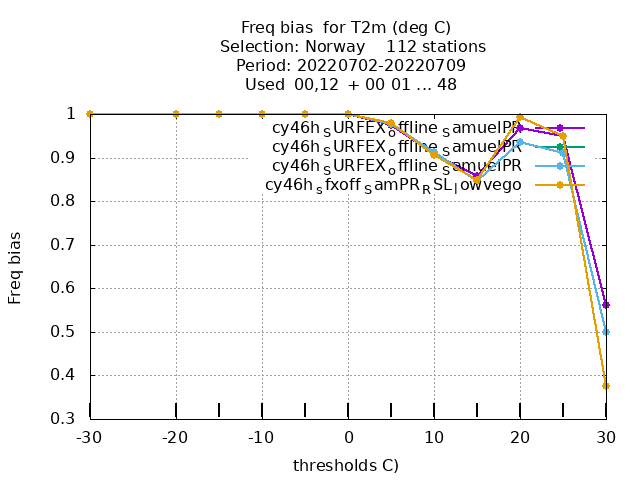 Freq bias for T2m (deg C)
Selection: Norway 112 stations
Period: 20220702-20220709
Used 00,12 + 00 01 ... 48
cy46h_SURFEX_offline_SamuelPR
cy46h_SURFEX_offline_SamuelPR
cy46h_SURFEX_offline_SamuelPR
cy46h_sfxoff_SamPR_RSL_lowvego
1
0.9
0.8
0.7
0.6
0.5
0.4
0.3
Freq bias
-30 -20 -10 0 10 20 30
thresholds C)